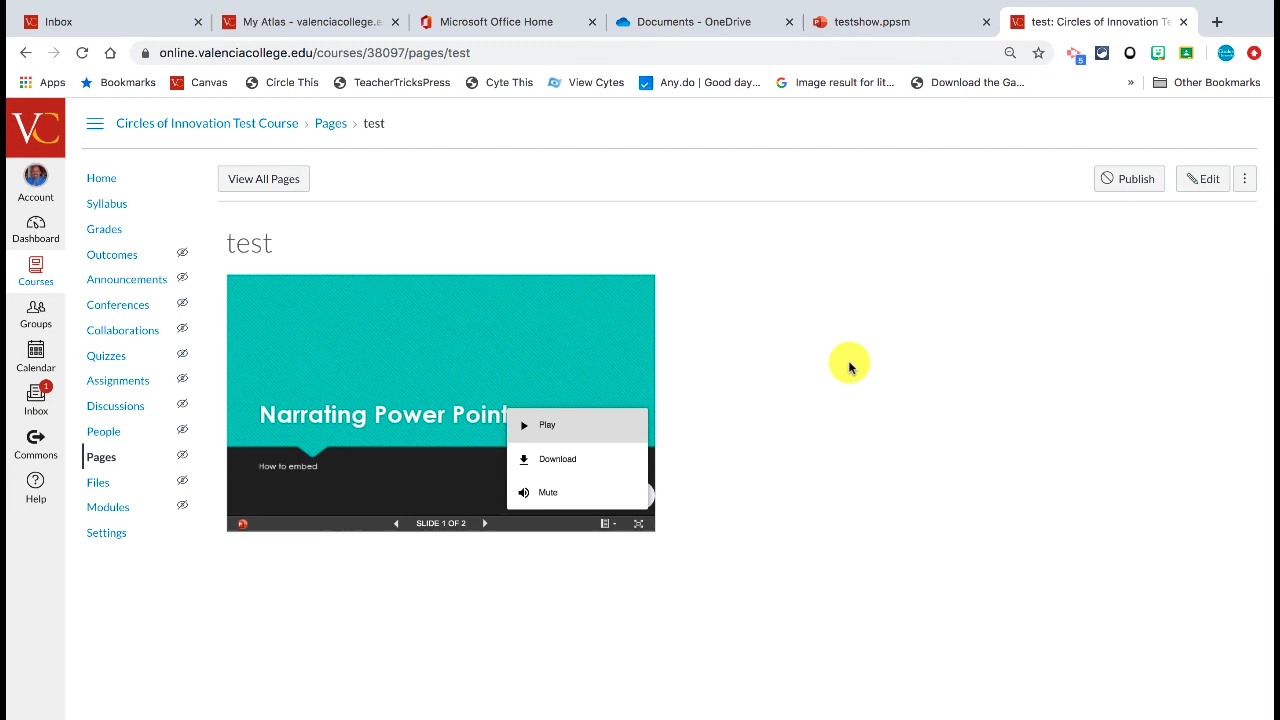 Inbox
My Atlas - valenciacollege.e
Microsoft Office Home
Documents - OneDrive
testshow.ppsm
test: Circles of Innovation Te
online.valenciacollege.edu/courses/38097/pages/test
5
Apps
Bookmarks
Canvas
Circle This
TeacherTricksPress
Cyte This
View Cytes
Any.do | Good day...
Image result for lit...
Download the Ga...
»
Other Bookmarks
VC
Circles of Innovation Test Course › Pages › test
Account
Dashboard
Courses
Groups
Calendar
1
Inbox
Commons
Help
Home
Syllabus
Grades
Outcomes
Announcements
Conferences
Collaborations
Quizzes
Assignments
Discussions
People
Pages
Files
Modules
Settings
View All Pages
Publish
Edit
test
Narrating Power Point
How to embed
Play
Download
Mute
SLIDE 1 OF 2